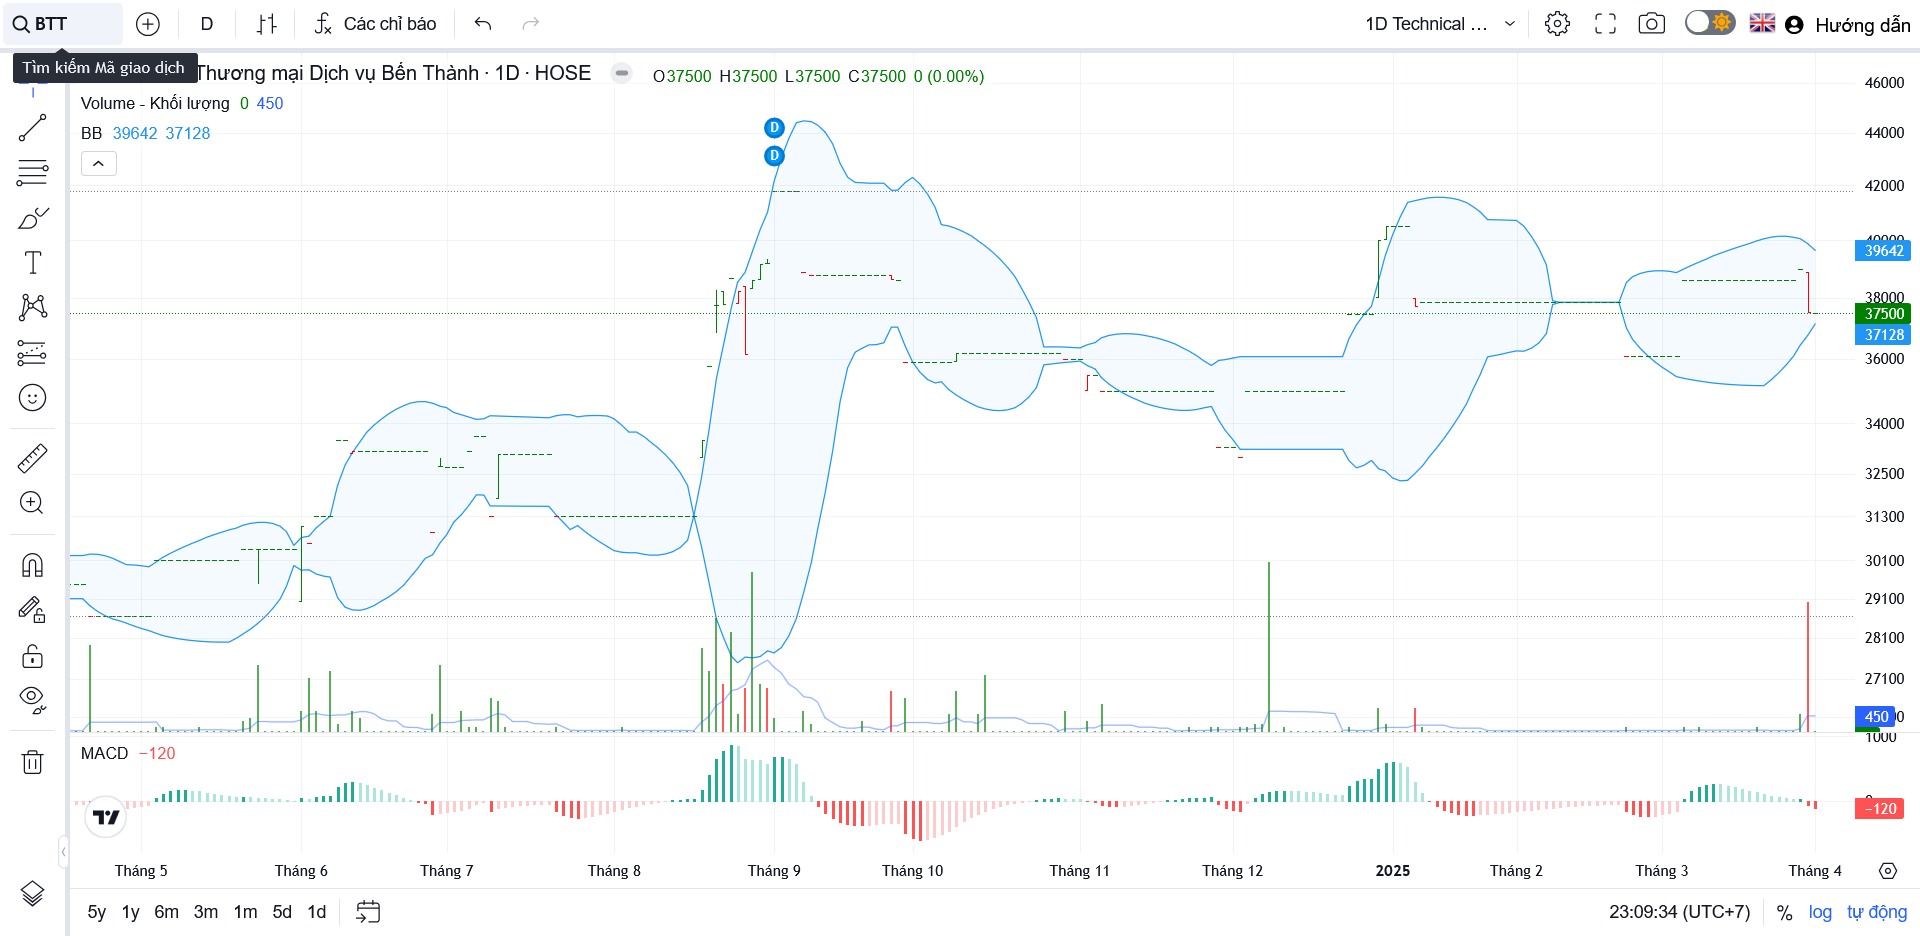 BTT
D
Các chỉ báo
1D Technical ...
Hướng dẫn
Tìm kiếm Mã giao dịch
Thương mại Dịch vụ Bến Thành · 1D · HOSE
O37500 H37500 L37500 C37500 0 (0.00%)
Volume - Khối lượng 0 450
BB 39642 37128
D
D
46000
44000
42000
39642
38000
37500
37128
36000
34000
32500
31300
30100
29100
28100
27100
450
1000
MACD −120
−120
Tháng 5
Tháng 6
Tháng 7
Tháng 8
Tháng 9
Tháng 10
Tháng 11
Tháng 12
2025
Tháng 2
Tháng 3
Tháng 4
5y 1y 6m 3m 1m 5d 1d
23:09:34 (UTC+7) % log tự động